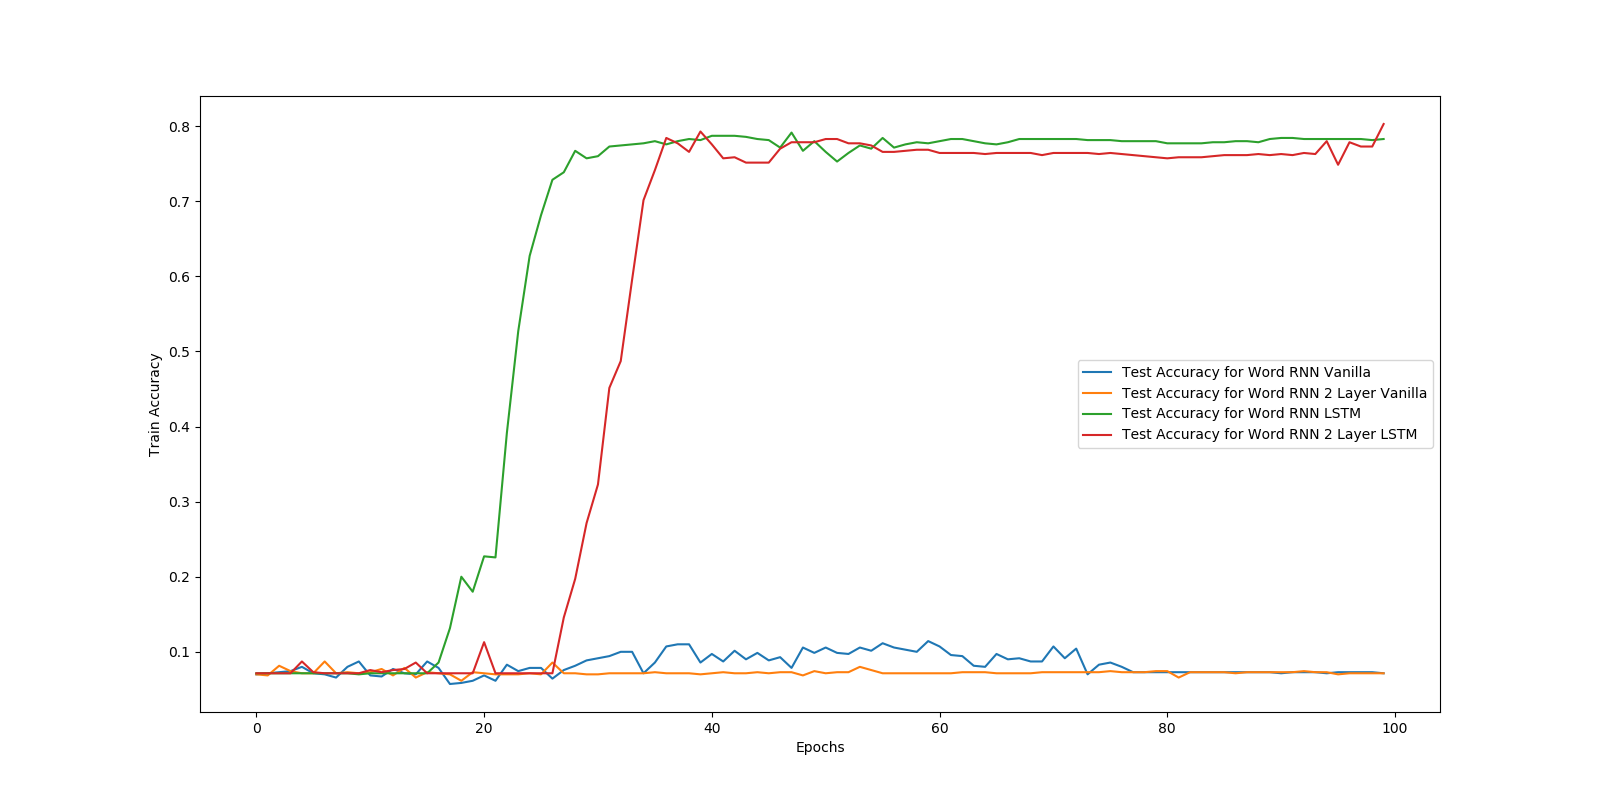 0.8
0.7
0.6
0.5
0.4
0.3
0.2
0.1
Train Accuracy
Test Accuracy for Word RNN Vanilla
Test Accuracy for Word RNN 2 Layer Vanilla
Test Accuracy for Word RNN LSTM
Test Accuracy for Word RNN 2 Layer LSTM
0 20 40 60 80 100
Epochs